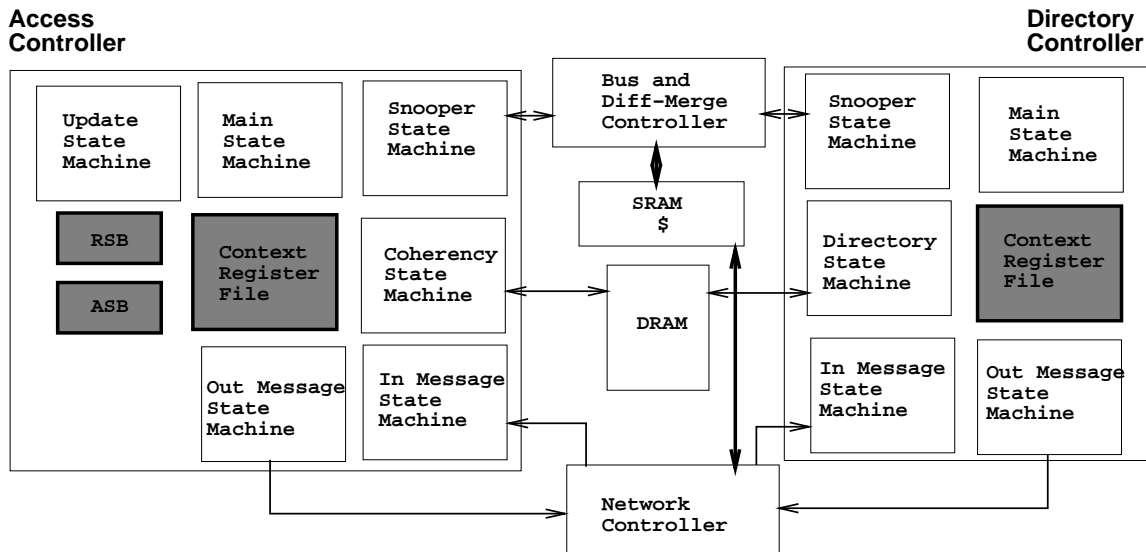 Access
Controller
Directory
Controller
Update
State
Machine
Main
State
Machine
Snooper
State
Machine
Bus and
Diff-Merge
Controller
Snooper
State
Machine
Main
State
Machine
RSB
ASB
Context
Register
File
Coherency
State
Machine
SRAM
$
DRAM
Directory
State
Machine
Context
Register
File
Out Message
State
Machine
In Message
State
Machine
In Message
State
Machine
Out Message
State
Machine
Network
Controller